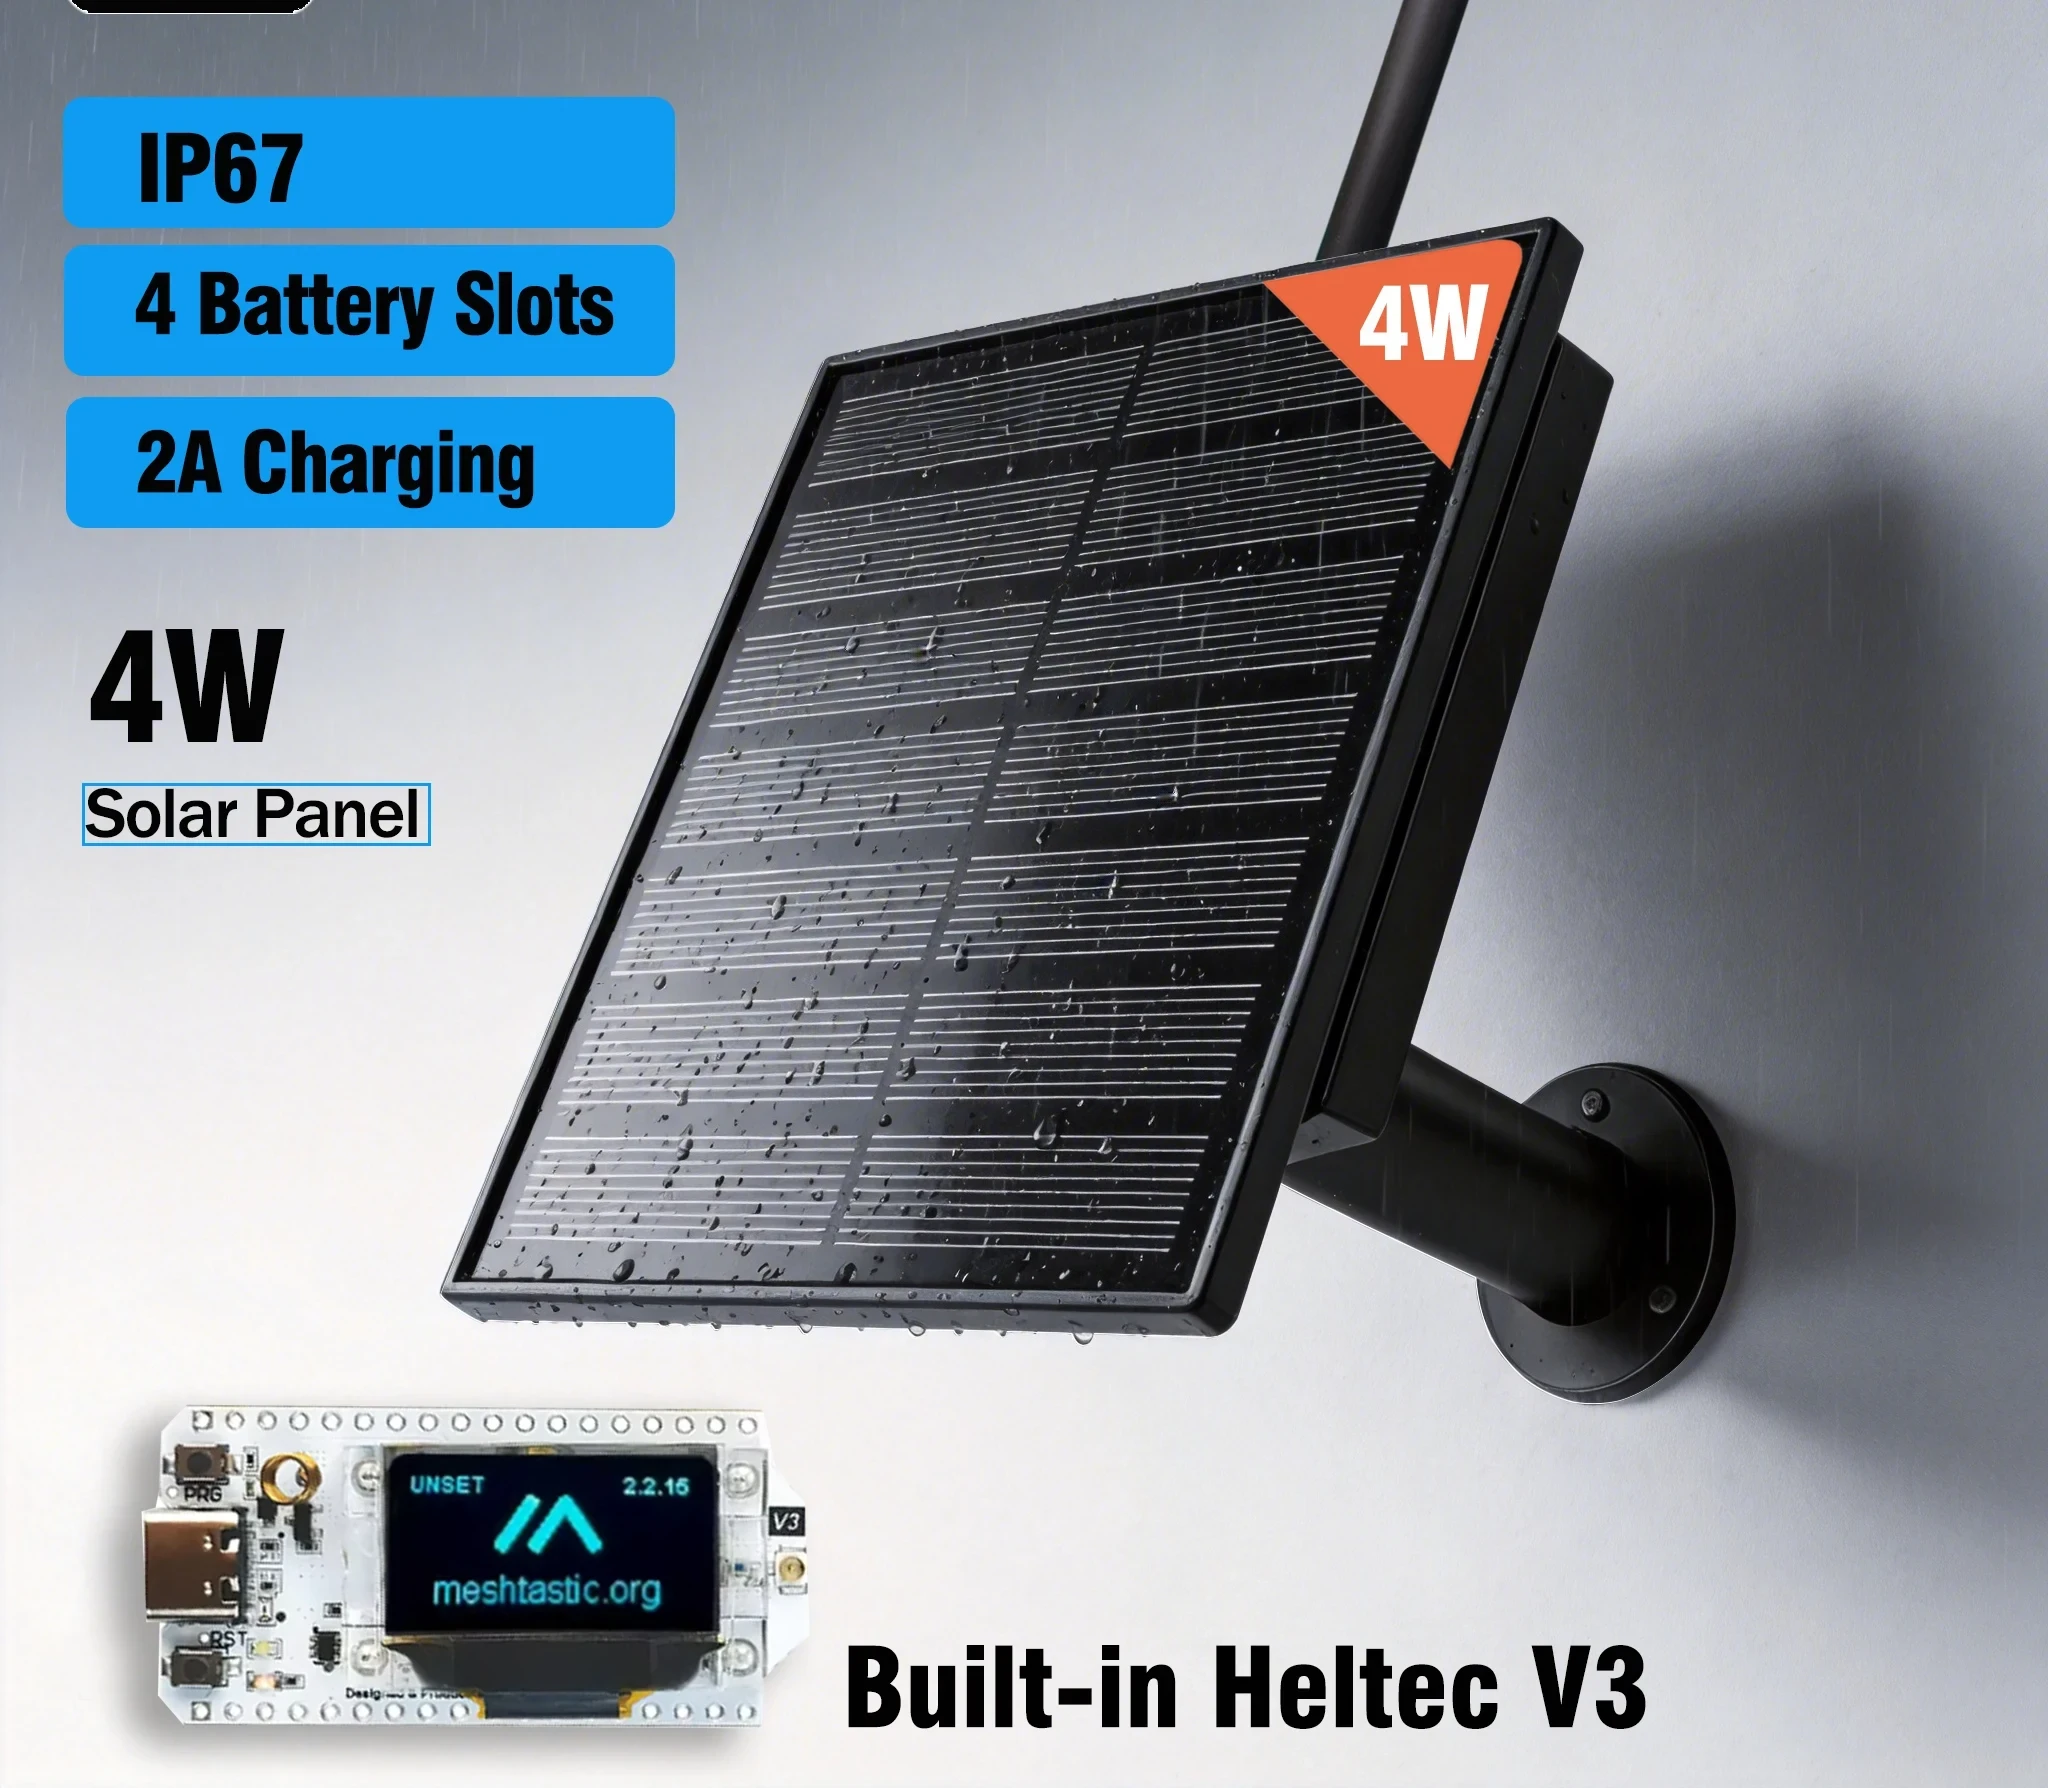 IP67
4 Battery Slots
2A Charging
4W
4W
Solar Panel
UNSET 2.2.15
meshtastic.org
PRG
V3
RST
Built-in Heltec V3